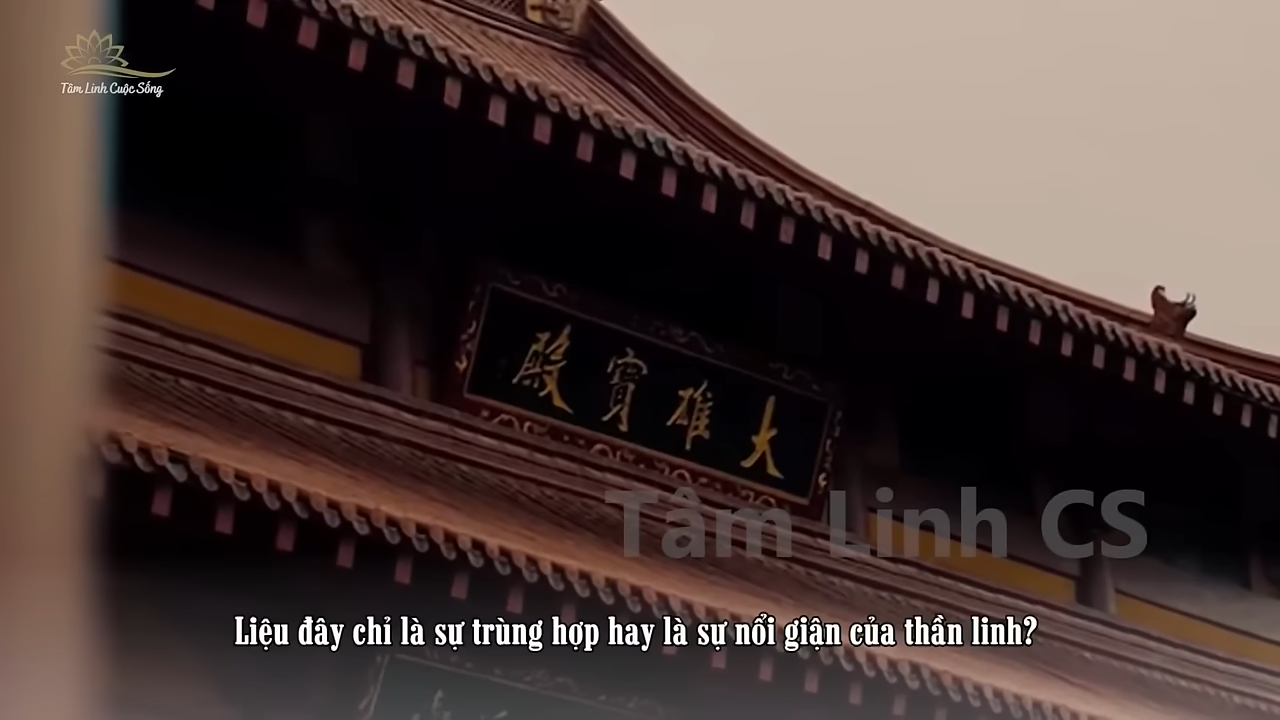 Tâm Linh Cuộc Sống
大雄寶殿
Tâm Linh CS
Liệu đây chỉ là sự trùng hợp hay là sự nổi giận của thần linh?